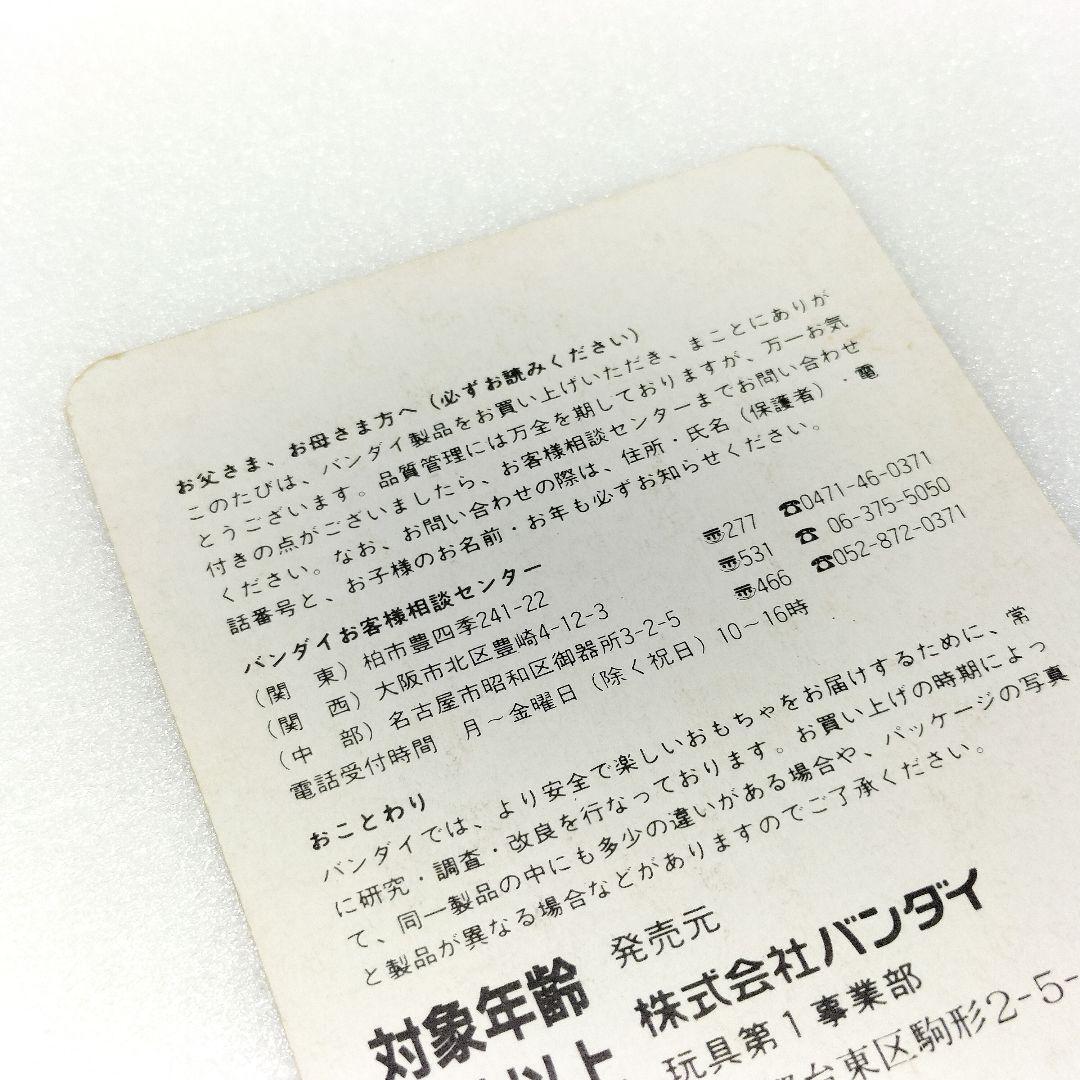 お父さま、お母さま方へ（必ずお読みください）
このたびは、バンダイ製品をお買い上げいただき、まことにありが
とうございます。品質管理には万全を期しておりますが、万一お気
付きの点がございましたら、お客様相談センターまでお問い合わせ
ください。なお、お問い合わせの際は、住所・氏名（保護者）・電
話番号と、お子様のお名前・お年も必ずお知らせください。
バンダイお客様相談センター
（関　東）柏市豊四季241-22 〠277 ☎0471-46-0371
（関　西）大阪市北区豊崎4-12-3 〠531 ☎06-375-5050
（中　部）名古屋市昭和区御器所3-2-5 〠466 ☎052-872-0371
電話受付時間　月～金曜日（除く祝日）10～16時
おことわり
バンダイでは、より安全で楽しいおもちゃをお届けするために、常
に研究・調査・改良を行なっております。お買い上げの時期によっ
て、同一製品の中にも多少の違いがある場合や、パッケージの写真
と製品が異なる場合などがありますのでご了承ください。
対象年齢
以上
発売元
株式会社バンダイ
玩具第1事業部
台東区駒形2-5-